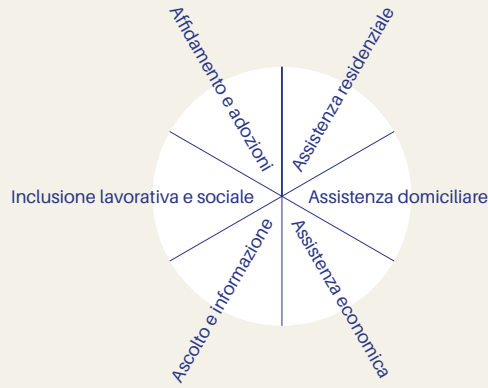 Affidamento e adozioni
Assistenza residenziale
Inclusione lavorativa e sociale
Assistenza domiciliare
Ascolto e informazione
Assistenza economica